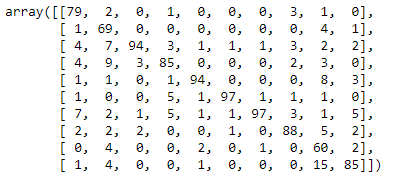 array([[79, 2, 0, 1, 0, 0, 0, 3, 1, 0],
[ 1, 69, 0, 0, 0, 0, 0, 0, 4, 1],
[ 4, 7, 94, 3, 1, 1, 1, 3, 2, 2],
[ 4, 9, 3, 85, 0, 0, 0, 2, 3, 0],
[ 1, 1, 0, 1, 94, 0, 0, 0, 8, 3],
[ 1, 0, 0, 5, 1, 97, 1, 1, 1, 0],
[ 7, 2, 1, 5, 1, 1, 97, 3, 1, 5],
[ 2, 2, 2, 0, 0, 1, 0, 88, 5, 2],
[ 0, 4, 0, 0, 2, 0, 1, 0, 60, 2],
[ 1, 4, 0, 0, 1, 0, 0, 0, 15, 85]])